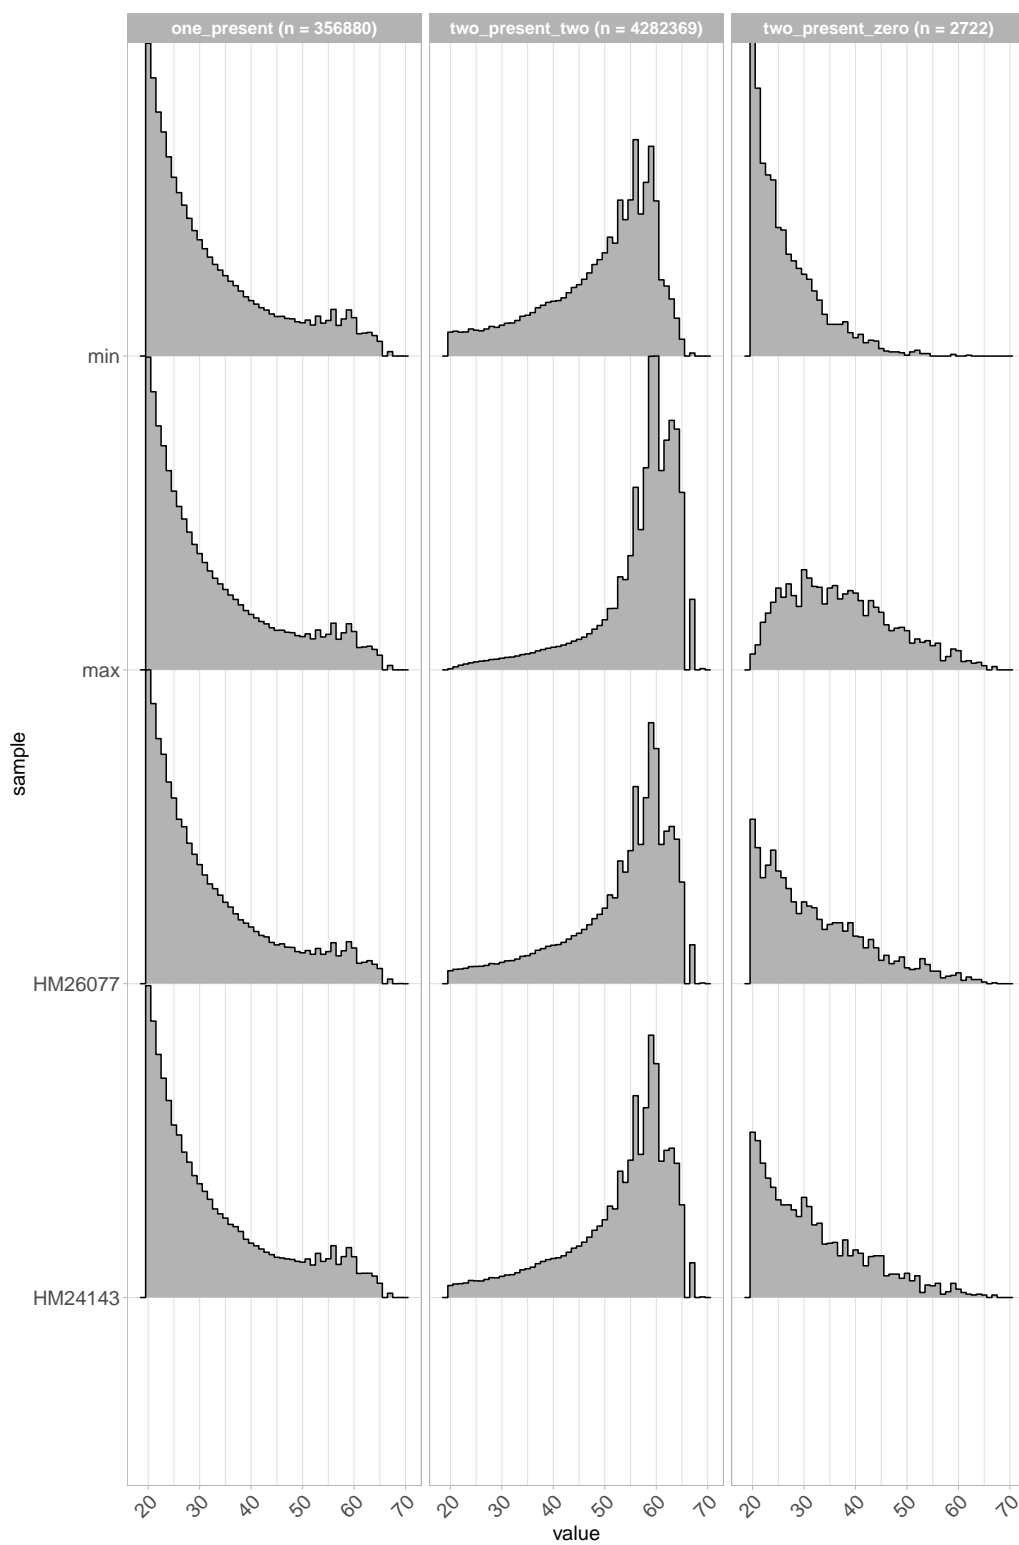 one_present (n = 356880)
two_present_two (n = 4282369)
two_present_zero (n = 2722)
min
max
HM26077
HM24143
sample
20 30 40 50 60 70
20 30 40 50 60 70
20 30 40 50 60 70
value